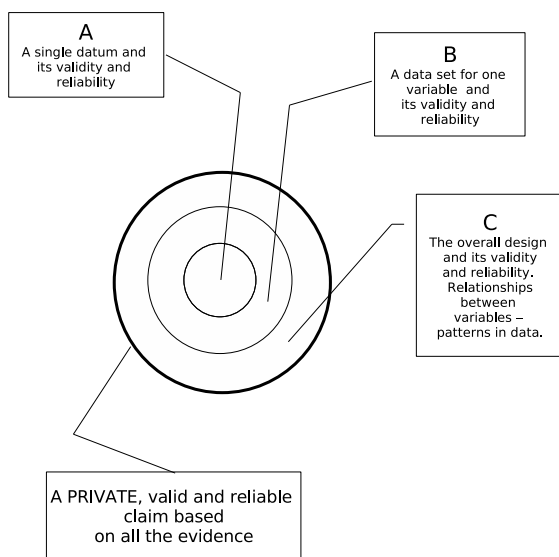 A
A single datum and
its validity and
reliability
B
A data set for one
variable and
its validity and
reliability
C
The overall design
and its validity
and reliability.
Relationships
between
variables –
patterns in data.
A PRIVATE, valid and reliable
claim based
on all the evidence